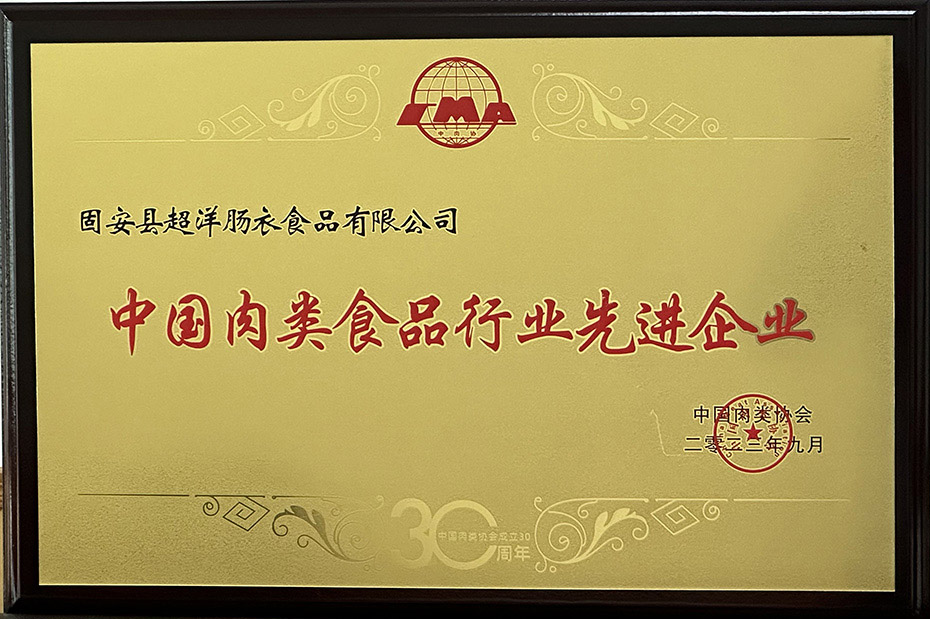 CMA
中肉协
固安县超洋肠衣食品有限公司
中国肉类食品行业先进企业
中国肉类协会
二零二三年九月
30
中国肉类协会成立30
周年